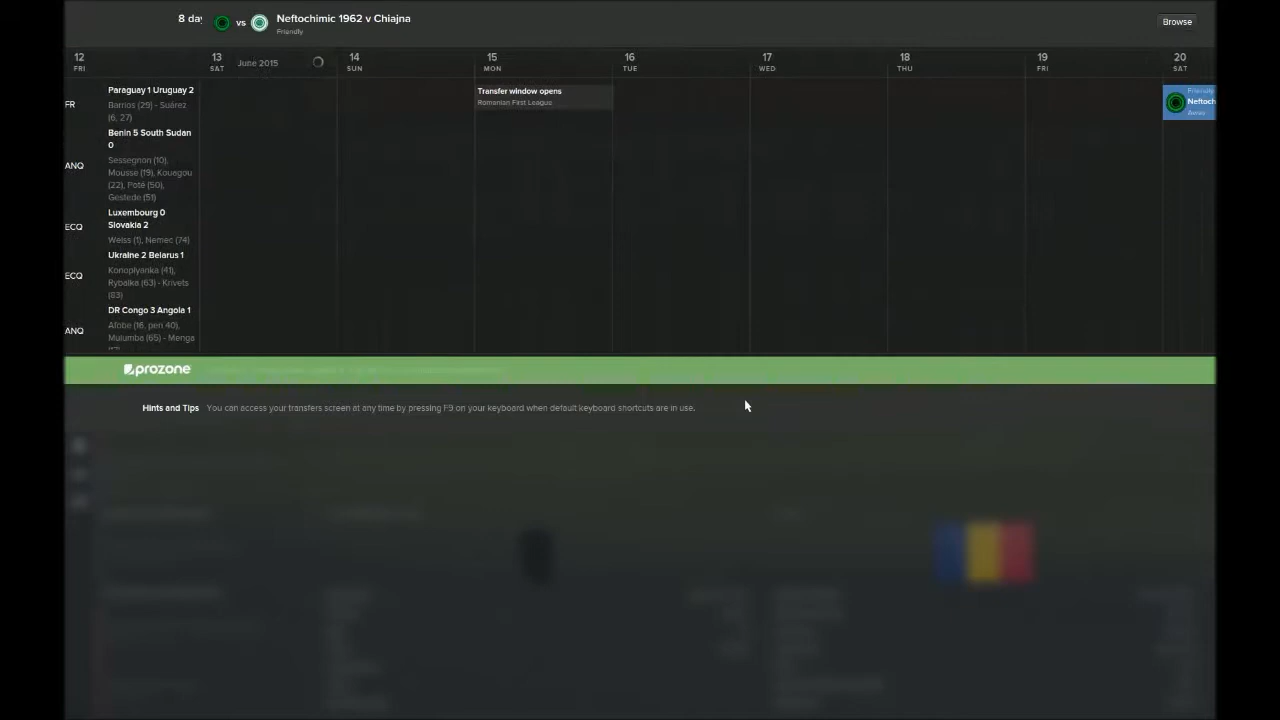 8 day
vs
Neftochimic 1962 v Chiajna
Friendly
Browse
12
FRI
13
SAT
June 2015
14
SUN
15
MON
16
TUE
17
WED
18
THU
19
FRI
20
SAT
FR
Paraguay 1 Uruguay 2
Barrios (29) - Suárez
(6, 27)
Transfer window opens
Romanian First League
Friendly
Neftoch
Away
ANQ
Benin 5 South Sudan
0
Sessegnon (10),
Mousse (19), Kouagou
(22), Poté (50),
Gestede (51)
ECQ
Luxembourg 0
Slovakia 2
Weiss (1), Nemec (74)
ECQ
Ukraine 2 Belarus 1
Konoplyanka (41),
Rybalka (63) - Krivets
(83)
ANQ
DR Congo 3 Angola 1
Afobe (16, pen 40),
Mulumba (65) - Menga
prozone
Hints and Tips
You can access your transfers screen at any time by pressing F9 on your keyboard when default keyboard shortcuts are in use.